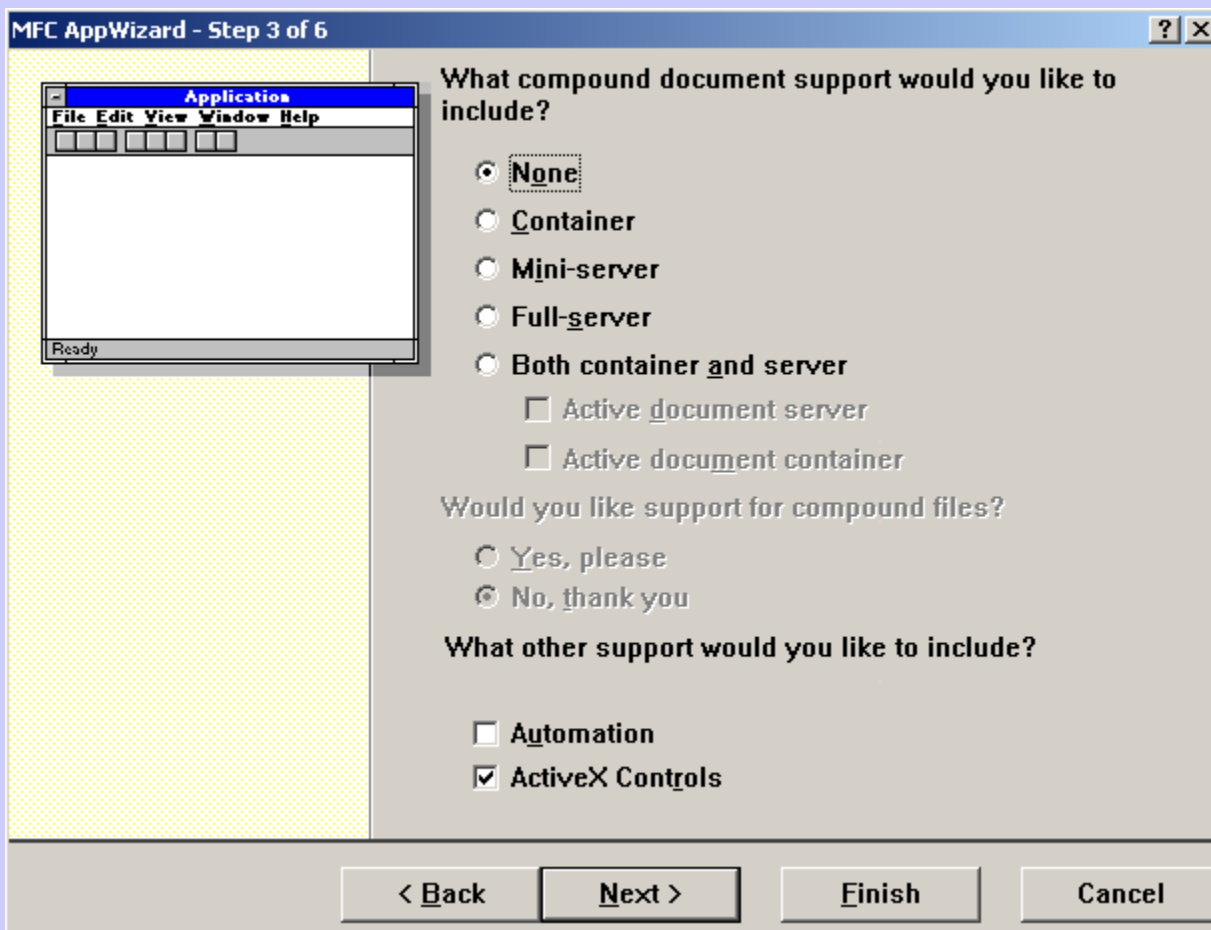 MFC AppWizard - Step 3 of 6
Application
File Edit View Window Help
Ready
What compound document support would you like to
include?
None
Container
Mini-server
Full-server
Both container and server
Active document server
Active document container
Would you like support for compound files?
Yes, please
No, thank you
What other support would you like to include?
Automation
ActiveX Controls
< Back
Next >
Finish
Cancel